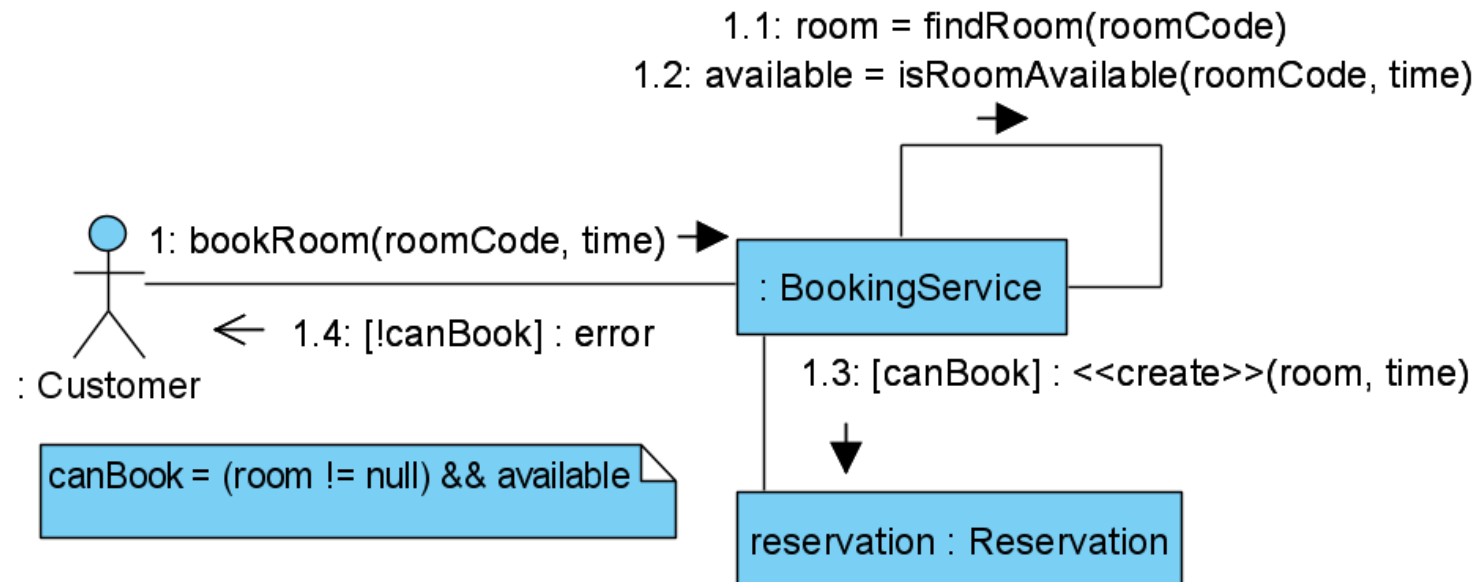 1.1: room = findRoom(roomCode)
1.2: available = isRoomAvailable(roomCode, time)
1: bookRoom(roomCode, time)
: BookingService
1.4: [!canBook] : error
: Customer
1.3: [canBook] : <<create>>(room, time)
canBook = (room != null) && available
reservation : Reservation